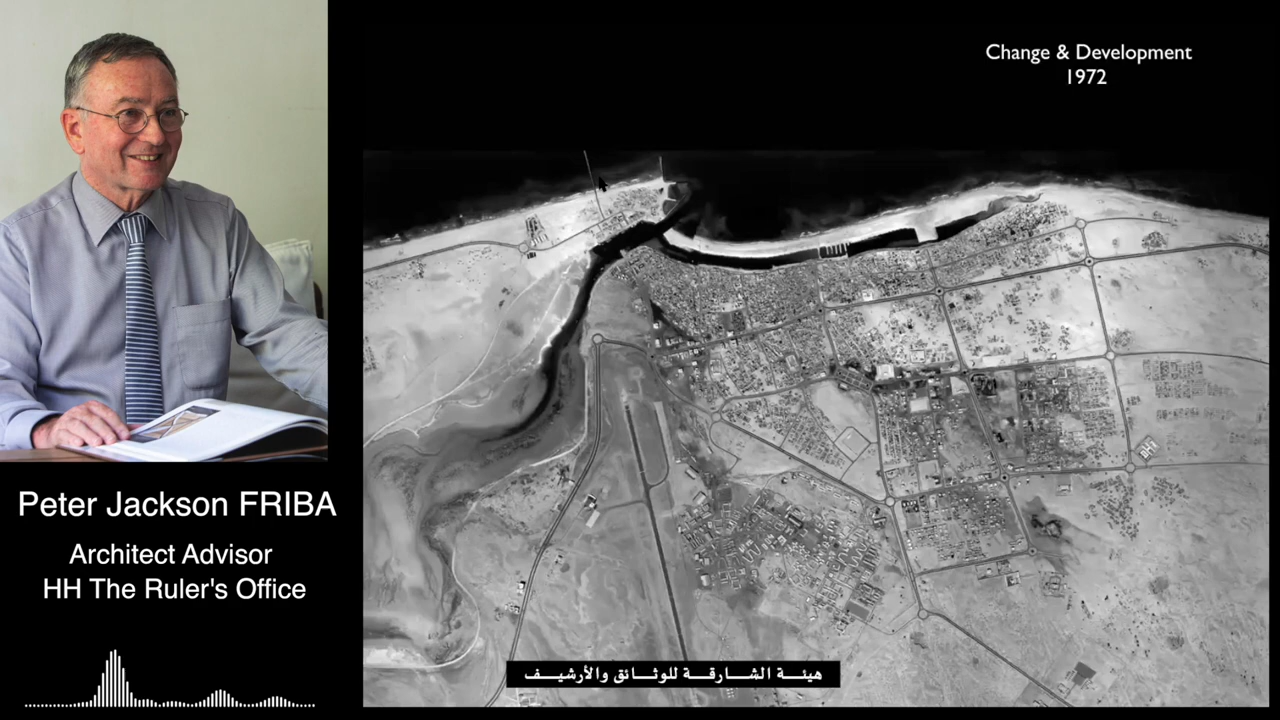 Change & Development
1972
Peter Jackson FRIBA
Architect Advisor
HH The Ruler's Office
هيئة الشارقة للوثائق والأرشيف